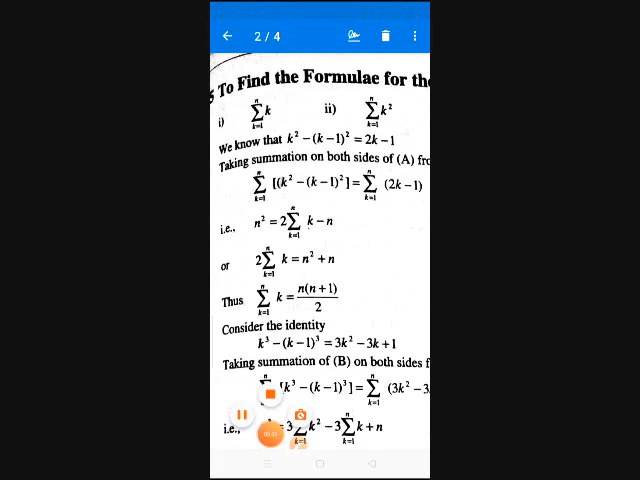 2 / 4
5 To Find the Formulae for the
i) n∑k=1 k ii) n∑k=1 k²
We know that k² − (k−1)² = 2k−1
Taking summation on both sides of (A) fro
n∑k=1 [(k² − (k−1)²] = n∑k=1 (2k−1)
i.e., n² = 2 n∑k=1 k − n
or 2 n∑k=1 k = n² + n
Thus n∑k=1 k = n(n+1)/2
Consider the identity
k³ − (k−1)³ = 3k² − 3k + 1
Taking summation of (B) on both sides f
[k³ − (k−1)³] = n∑k=1 (3k² − 3
i.e., = 3 n∑k=1 k² − 3 n∑k=1 k + n